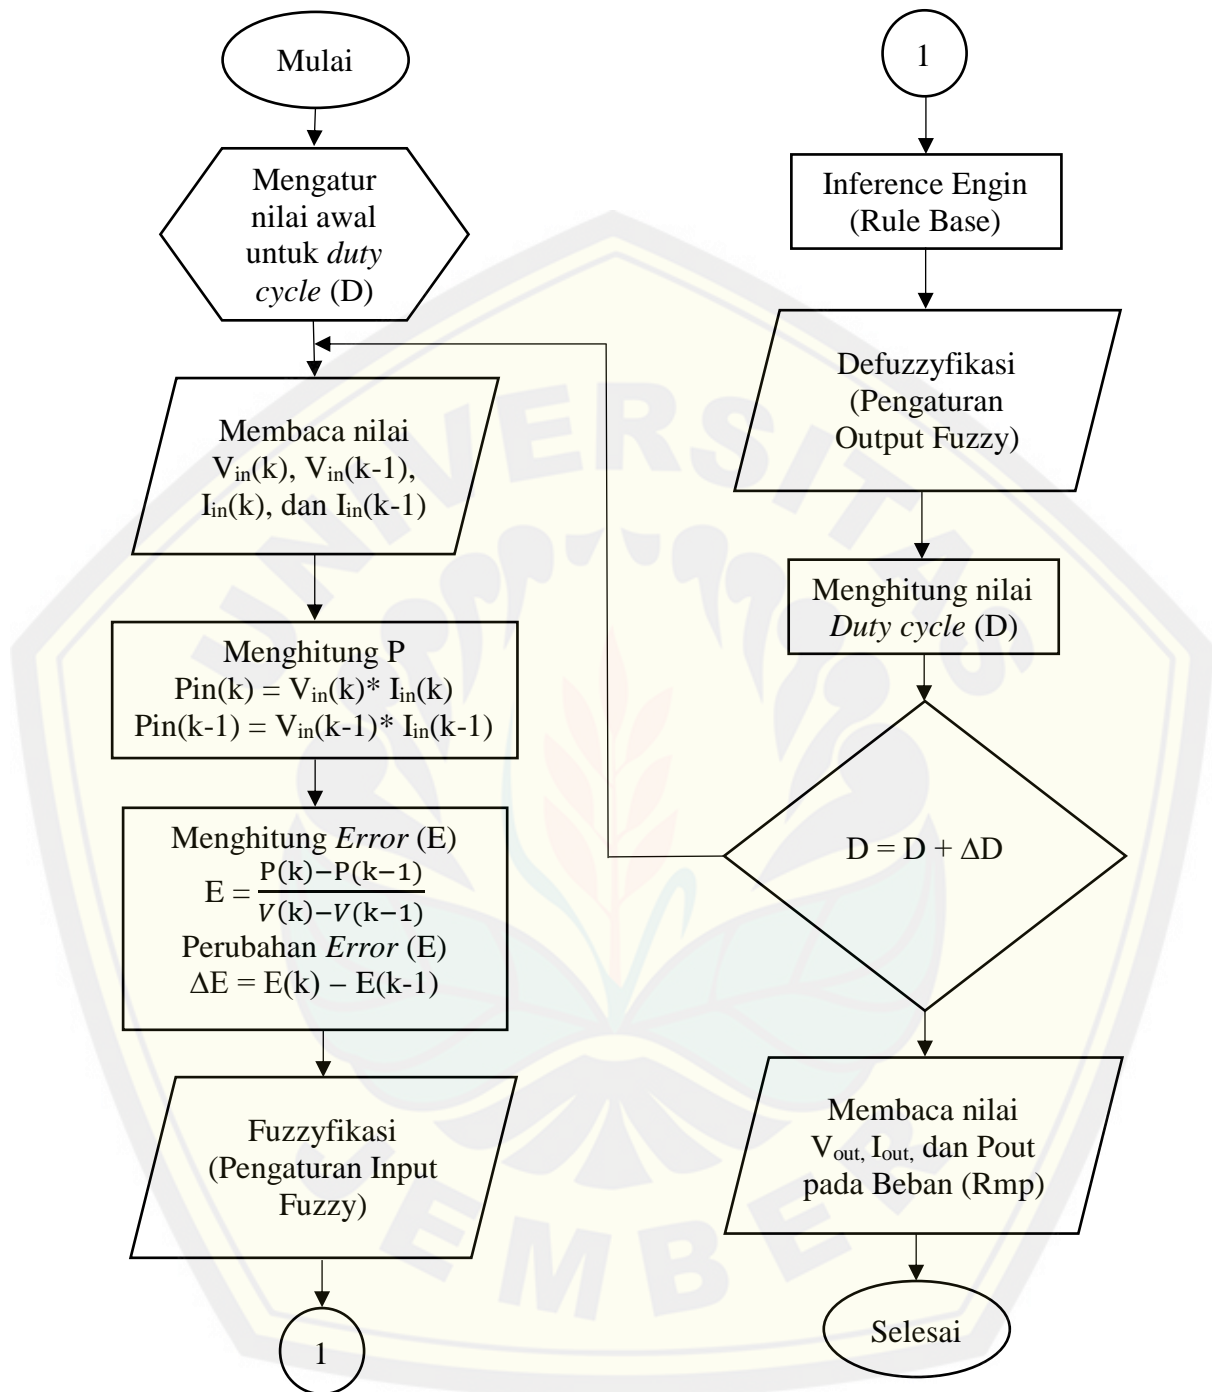 Mulai
Mengatur
nilai awal
untuk duty
cycle (D)
Membaca nilai
Vin(k), Vin(k-1),
Iin(k), dan Iin(k-1)
Menghitung P
Pin(k) = Vin(k)* Iin(k)
Pin(k-1) = Vin(k-1)* Iin(k-1)
Menghitung Error (E)
E = P(k)−P(k−1)
V(k)−V(k−1)
Perubahan Error (E)
ΔE = E(k) – E(k-1)
Fuzzyfikasi
(Pengaturan Input
Fuzzy)
1
1
Inference Engin
(Rule Base)
Defuzzyfikasi
(Pengaturan
Output Fuzzy)
Menghitung nilai
Duty cycle (D)
D = D + ΔD
Membaca nilai
Vout, Iout, dan Pout
pada Beban (Rmp)
Selesai
UNIVERSITAS
JEMBER